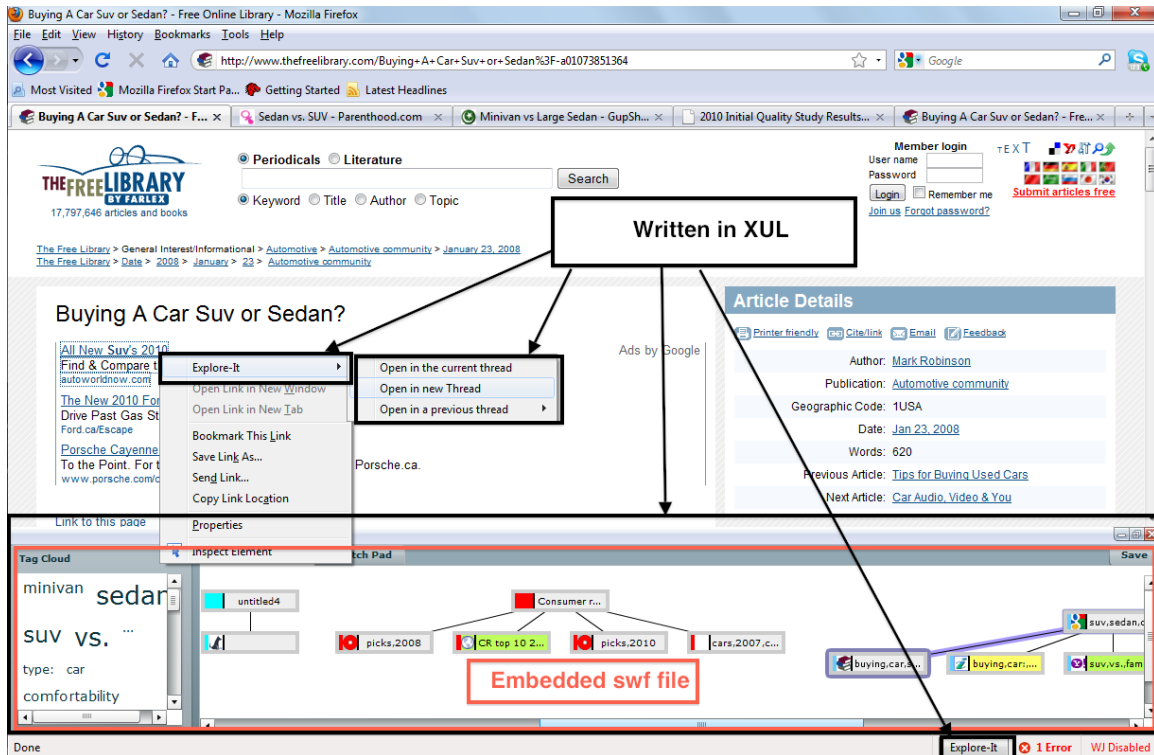 Buying A Car Suv or Sedan? - Free Online Library - Mozilla Firefox
File Edit View History Bookmarks Tools Help
http://www.thefreelibrary.com/Buying+A+Car+Suv+or+Sedan%3F-a01073851364
Google
Most Visited Mozilla Firefox Start Pa... Getting Started Latest Headlines
Buying A Car Suv or Sedan? - F... Sedan vs. SUV - Parenthood.com Minivan vs Large Sedan - GupSh... 2010 Initial Quality Study Results... Buying A Car Suv or Sedan? - Fre...
THEFREELIBRARY
BY FARLEX
17,797,646 articles and books
Periodicals Literature
Search
Keyword Title Author Topic
Member login
User name
Password
Login Remember me
Join us Forgot password?
TEXT
Submit articles free
Written in XUL
The Free Library > General Interest/Informational > Automotive > Automotive community > January 23, 2008
The Free Library > Date > 2008 > January > 23 > Automotive community
Buying A Car Suv or Sedan?
Ads by Google
All New Suv's 2010
Find & Compare t
autoworldnow.com
The New 2010 For
Drive Past Gas St
Ford.ca/Escape
Porsche Cayenne
To the Point. For t Porsche.ca.
www.porsche.com/c
Link to this page
Explore-It
Open Link in New Window
Open Link in New Tab
Bookmark This Link
Save Link As...
Send Link...
Copy Link Location
Properties
Inspect Element
Open in the current thread
Open in new Thread
Open in a previous thread
Article Details
Printer friendly Cite/link Email Feedback
Author: Mark Robinson
Publication: Automotive community
Geographic Code: 1USA
Date: Jan 23, 2008
Words: 620
Previous Article: Tips for Buying Used Cars
Next Article: Car Audio, Video & You
Tag Cloud
tch Pad
Save
minivan sedan
suv vs. ...
type: car
comfortability
untitled4
Consumer r...
picks,2008
CR top 10 2...
picks,2010
cars,2007,c...
suv,sedan,c
buying,car,s...
buying,car:,...
suv,vs.,fam
Embedded swf file
Done
Explore-It
1 Error
WJ Disabled